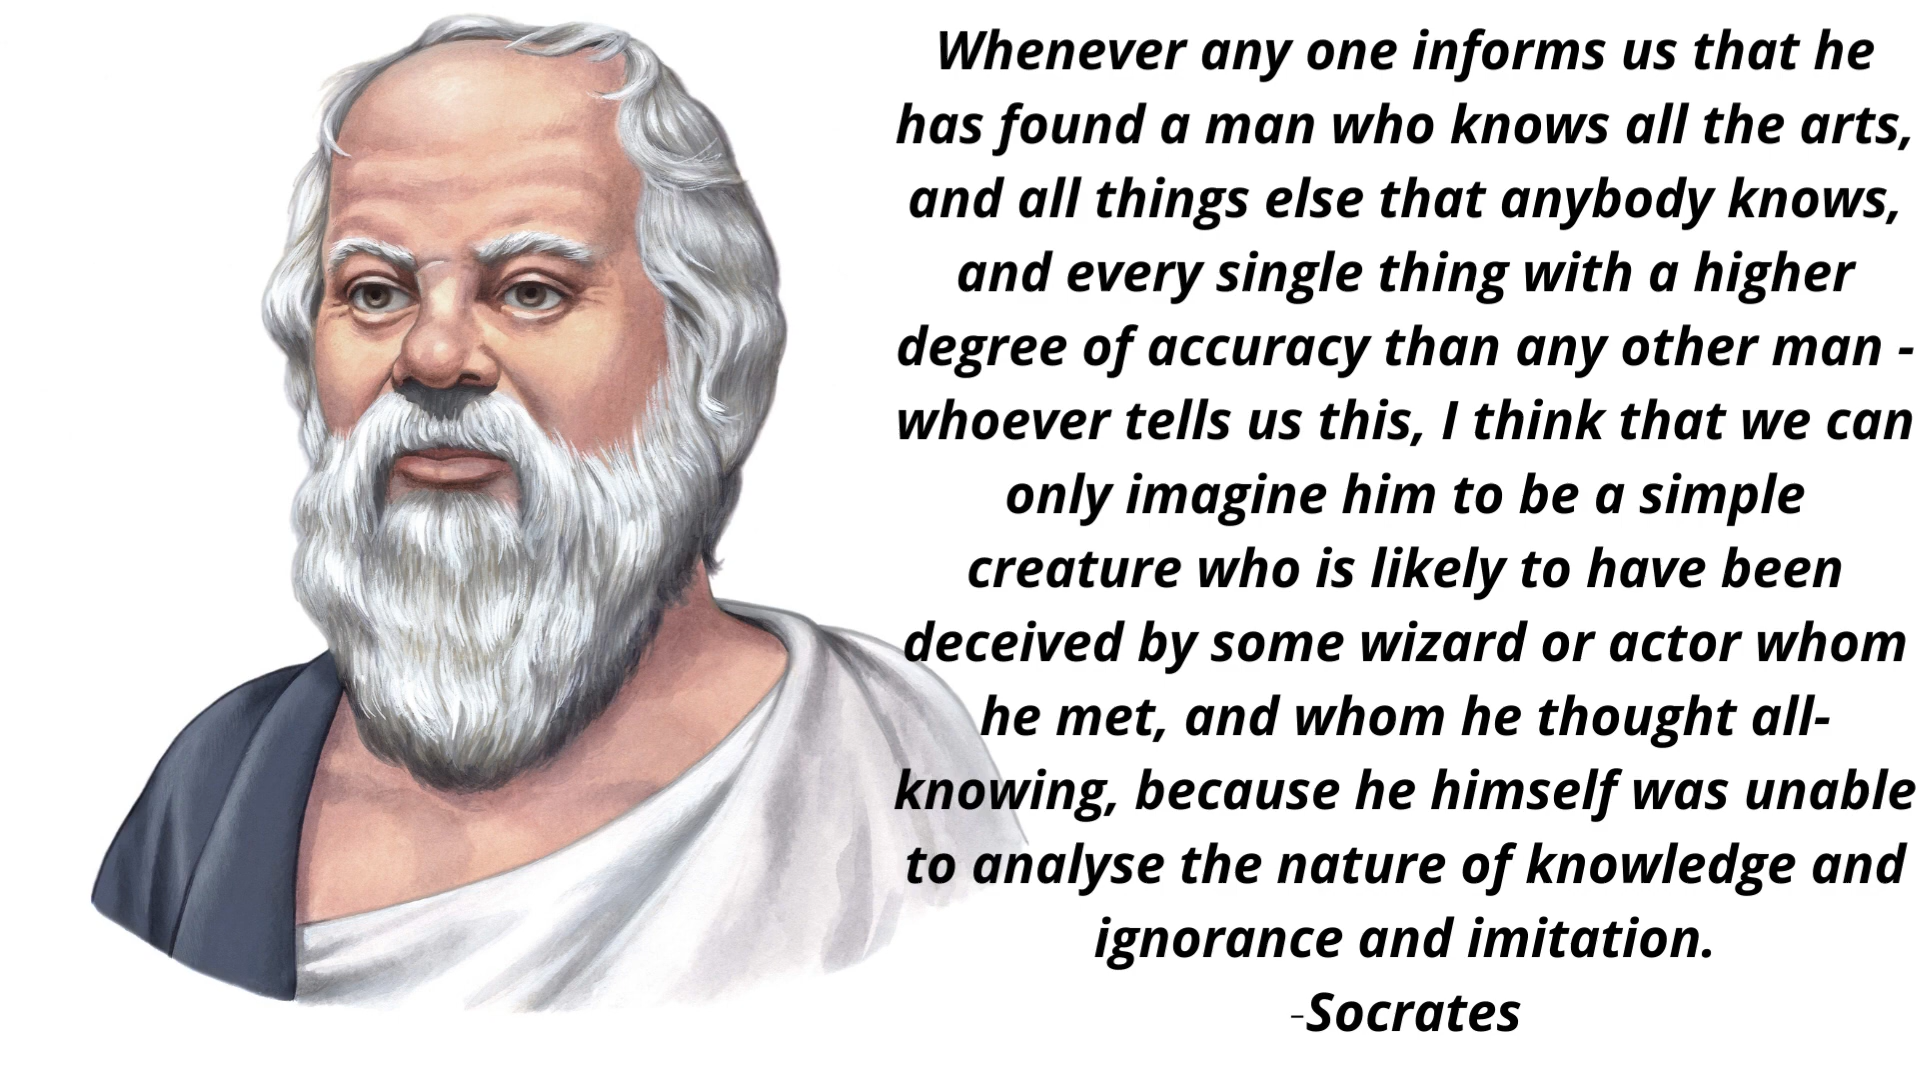 Whenever any one informs us that he
has found a man who knows all the arts,
and all things else that anybody knows,
and every single thing with a higher
degree of accuracy than any other man -
whoever tells us this, I think that we can
only imagine him to be a simple
creature who is likely to have been
deceived by some wizard or actor whom
he met, and whom he thought all-
knowing, because he himself was unable
to analyse the nature of knowledge and
ignorance and imitation.
-Socrates